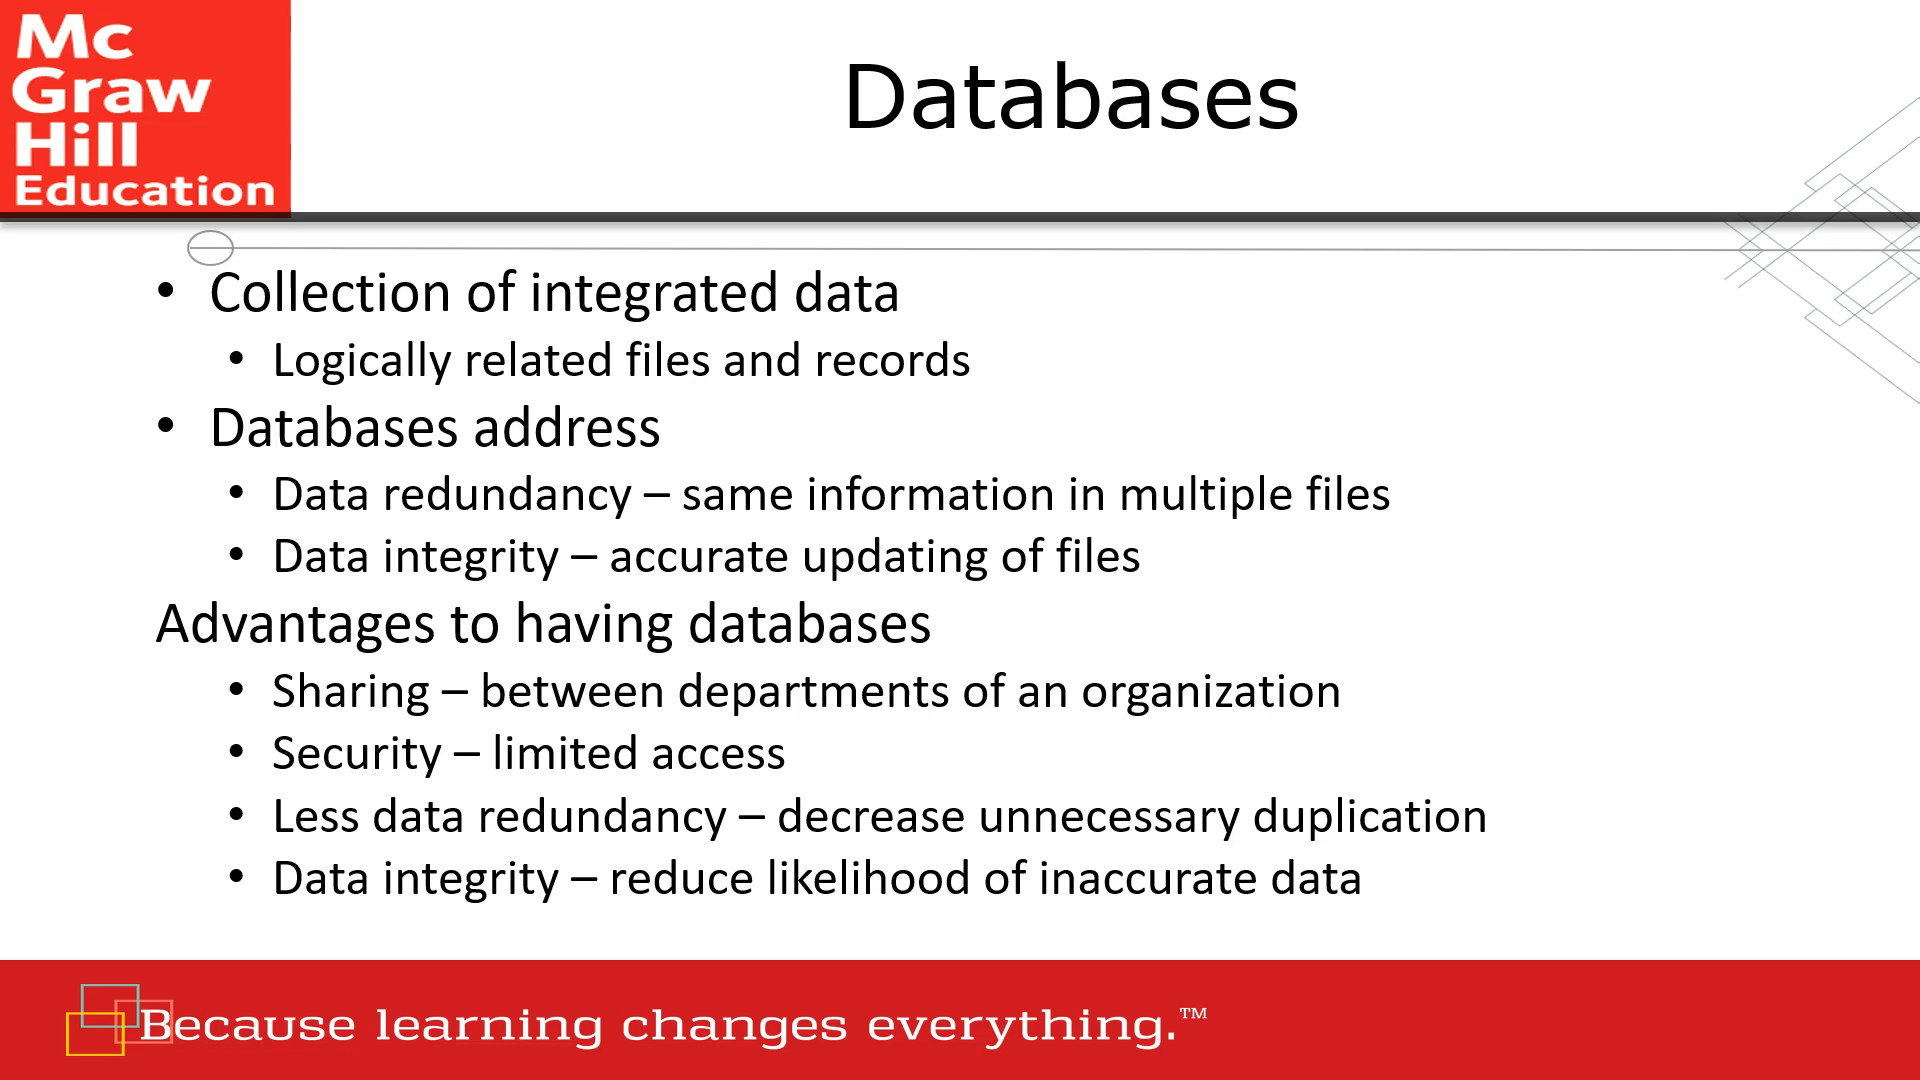 Mc
Graw
Hill
Education
Databases
• Collection of integrated data
• Logically related files and records
• Databases address
• Data redundancy – same information in multiple files
• Data integrity – accurate updating of files
Advantages to having databases
• Sharing – between departments of an organization
• Security – limited access
• Less data redundancy – decrease unnecessary duplication
• Data integrity – reduce likelihood of inaccurate data
Because learning changes everything.™